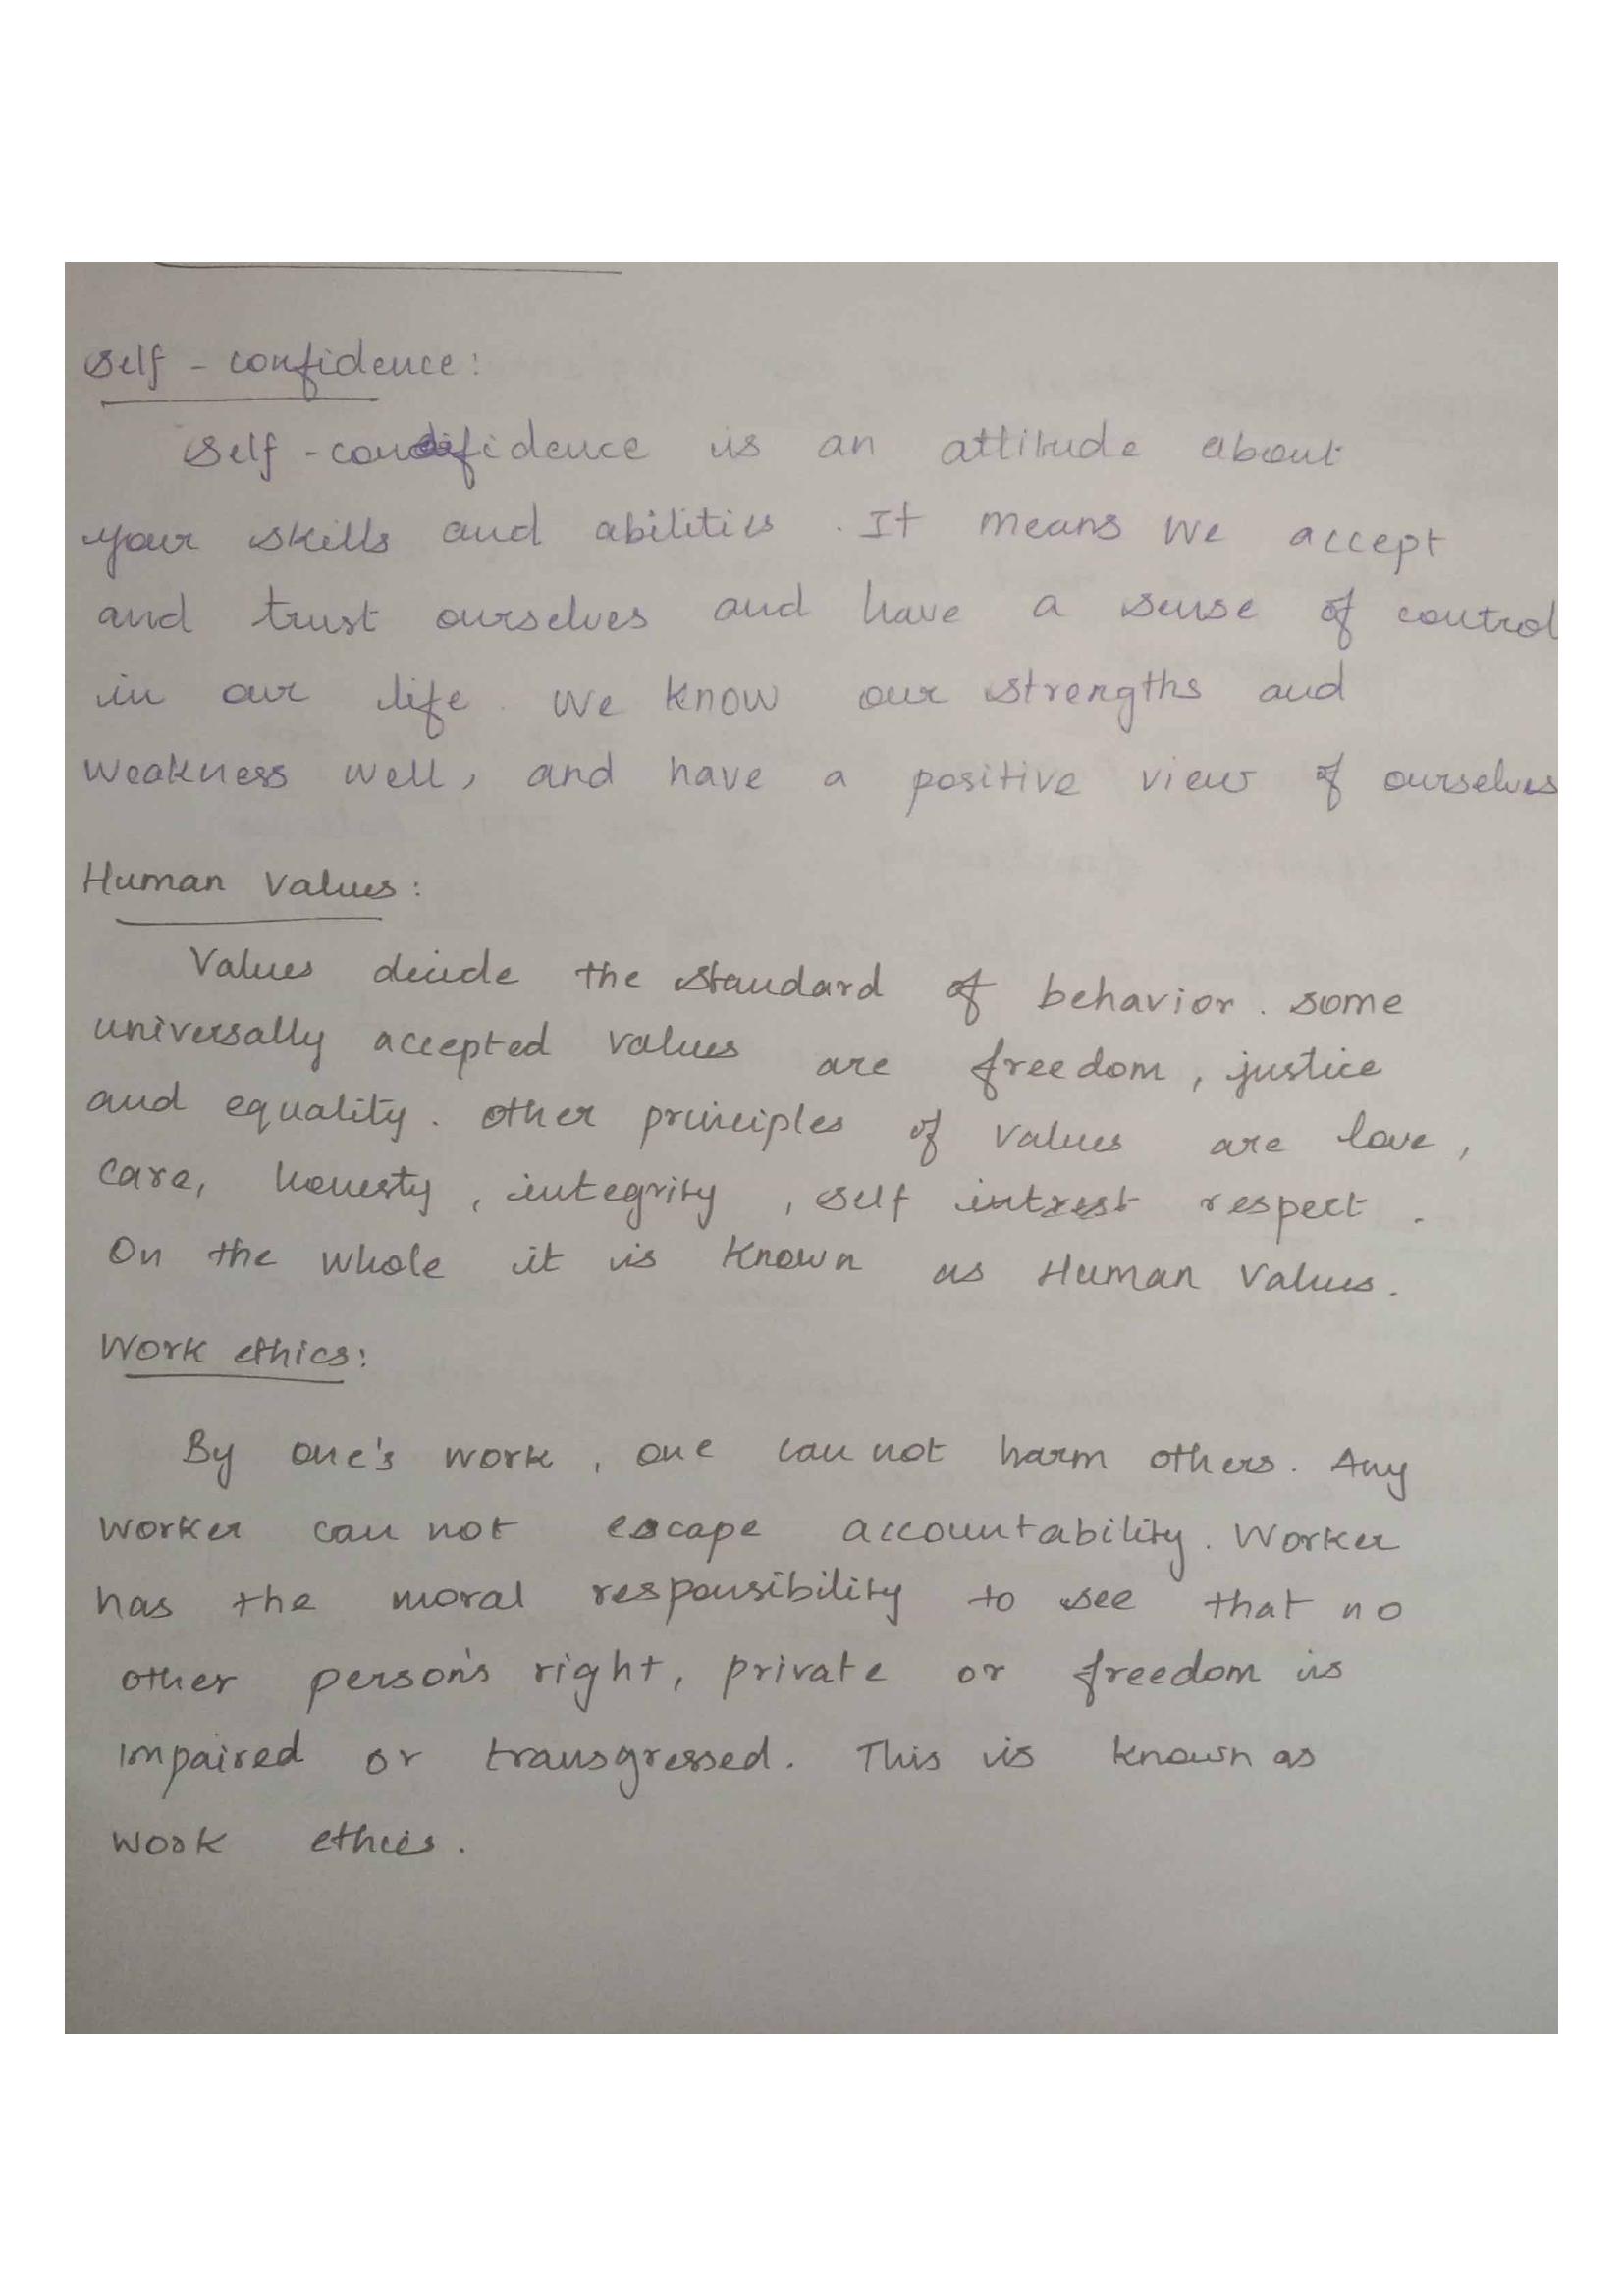 Self - confidence:
Self - confidence is an attitude about
your skills and abilities . It means we accept
and trust ourselves and have a sense of control
in our life . We know our strengths and
weakness well, and have a positive view of ourselves
Human Values:
Values decide the standard of behavior. some
universally accepted values are freedom, justice
and equality. other principles of values are love,
care, honesty, integrity, self intrest respect.
On the whole it is known as Human Values.
Work ethics:
By one's work, one can not harm others. Any
worker can not escape accountability. Worker
has the moral responsibility to see that no
other person's right, private or freedom is
impaired or transgressed. This is known as
work ethics.